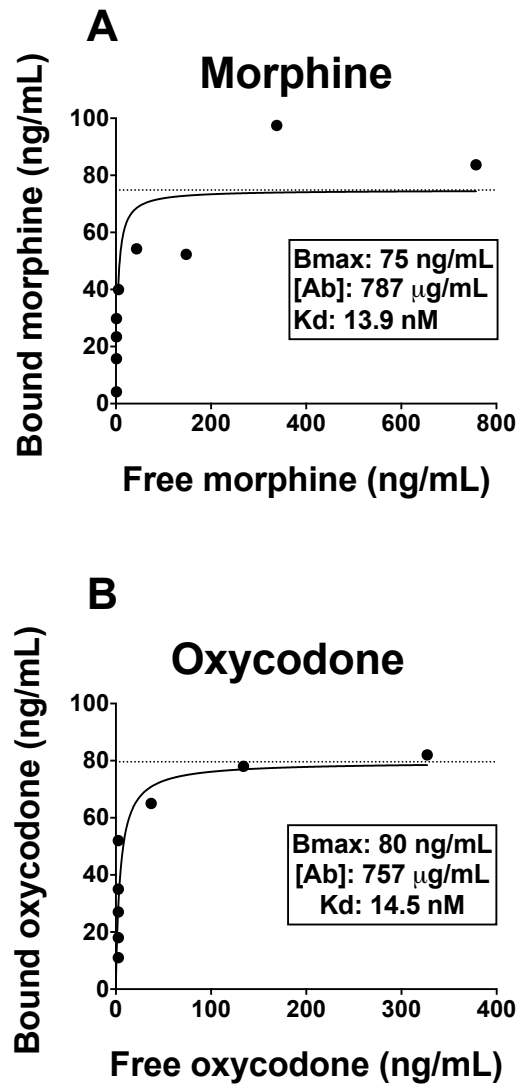 A
Morphine
Bound morphine (ng/mL)
100
80
60
40
20
0
0 200 400 600 800
Bmax: 75 ng/mL
[Ab]: 787 μg/mL
Kd: 13.9 nM
Free morphine (ng/mL)
B
Oxycodone
Bound oxycodone (ng/mL)
100
80
60
40
20
0
0 100 200 300 400
Bmax: 80 ng/mL
[Ab]: 757 μg/mL
Kd: 14.5 nM
Free oxycodone (ng/mL)